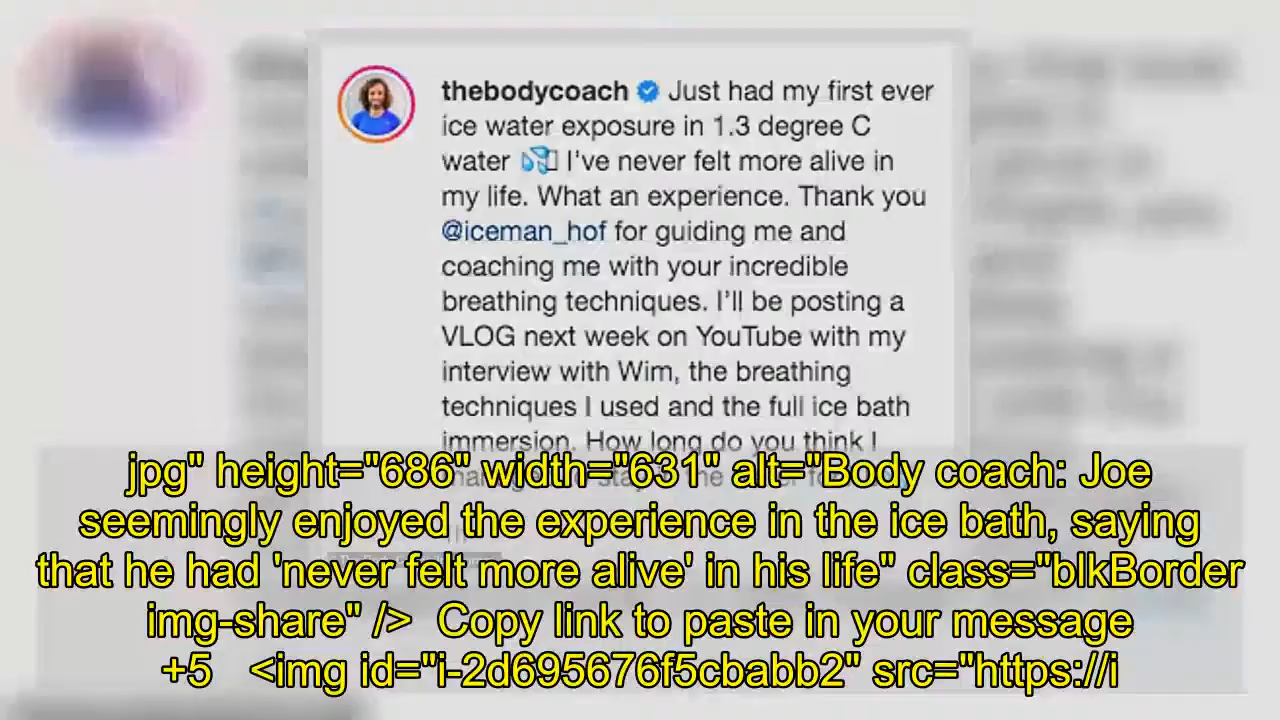 thebodycoach Just had my first ever
ice water exposure in 1.3 degree C
water 💦 I've never felt more alive in
my life. What an experience. Thank you
@iceman_hof for guiding me and
coaching me with your incredible
breathing techniques. I'll be posting a
VLOG next week on YouTube with my
interview with Wim, the breathing
techniques I used and the full ice bath
immersion. How long do you think I
jpg" height="686" width="631" alt="Body coach: Joe
seemingly enjoyed the experience in the ice bath, saying
that he had 'never felt more alive' in his life" class="blkBorder
img-share" /> Copy link to paste in your message
+5 <img id="i-2d695676f5cbabb2" src="https://i